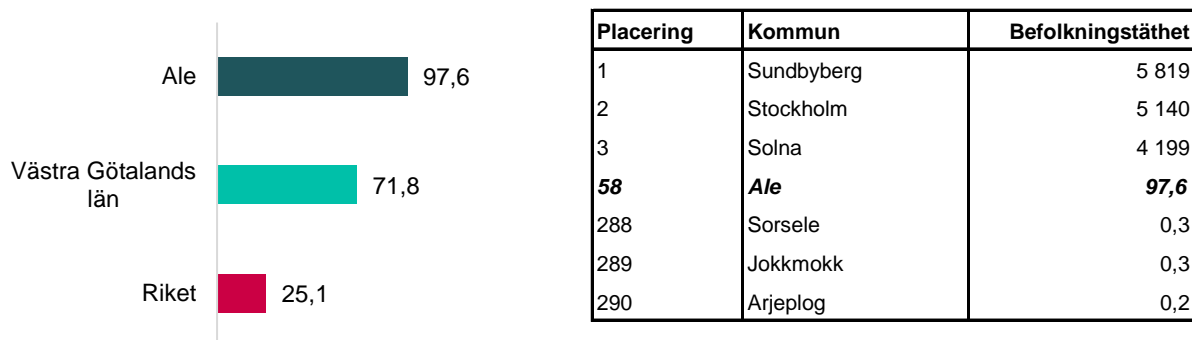 Ale
97,6
Västra Götalands
län
71,8
Riket
25,1
Placering Kommun Befolkningstäthet
1 Sundbyberg 5 819
2 Stockholm 5 140
3 Solna 4 199
58 Ale 97,6
288 Sorsele 0,3
289 Jokkmokk 0,3
290 Arjeplog 0,2